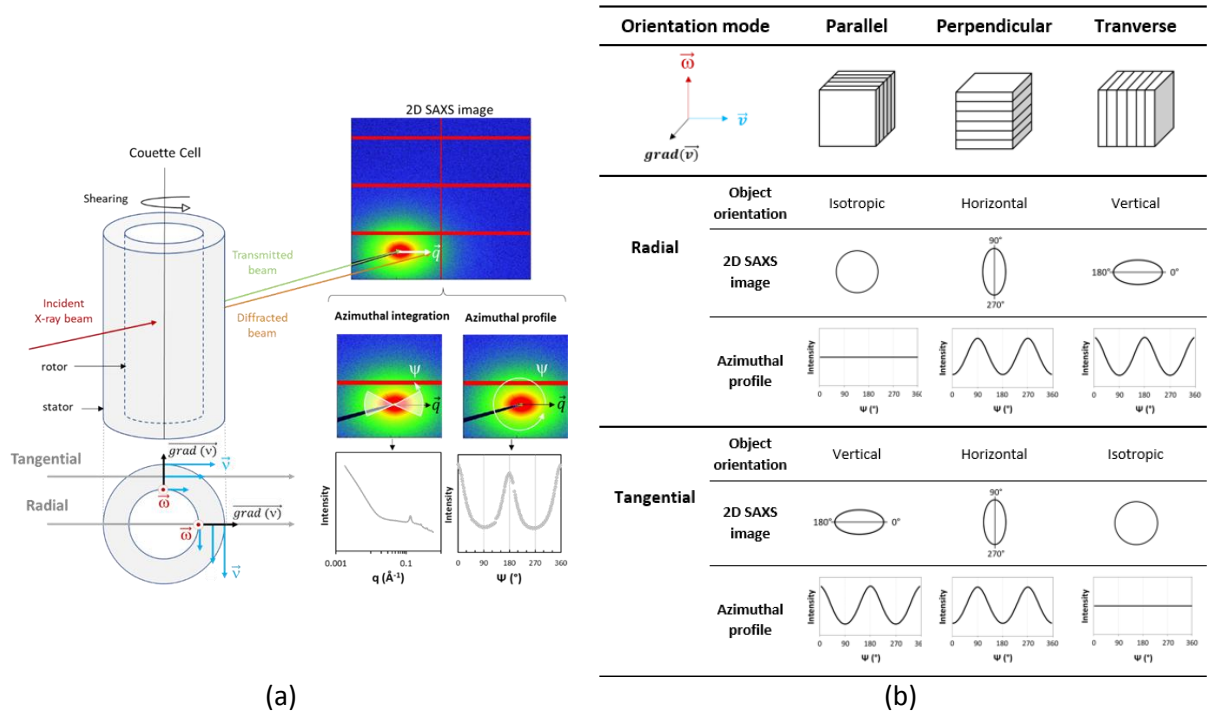 2D SAXS image
Couette Cell
Shearing
Transmitted
beam
q
Incident
X-ray beam
Diffracted
beam
Azimuthal integration
Azimuthal profile
Ψ
q
Ψ
q
rotor
stator
grad (v)
v
Tangential
ω
Radial
grad (v)
ω
v
Intensity
0.001
0.1
q (Å⁻¹)
Intensity
0 90 180 270 360
Ψ (°)
(a)
Orientation mode Parallel Perpendicular Tranverse
ω
v
grad(v)
Radial
Object
orientation
Isotropic Horizontal Vertical
2D SAXS
image
90°
270°
180° 0°
Azimuthal
profile
Intensity
0 90 180 270 36(
Ψ (°)
Intensity
0 90 180 270 360
Ψ (°)
Intensity
0 90 180 270 360
Ψ (°)
Tangential
Object
orientation
Vertical Horizontal Isotropic
2D SAXS
image
180° 0°
90°
270°
Azimuthal
profile
Intensity
0 90 180 270 360
Ψ (°)
Intensity
0 90 180 270 360
Ψ (°)
Intensity
0 90 180 270 360
Ψ (°)
(b)